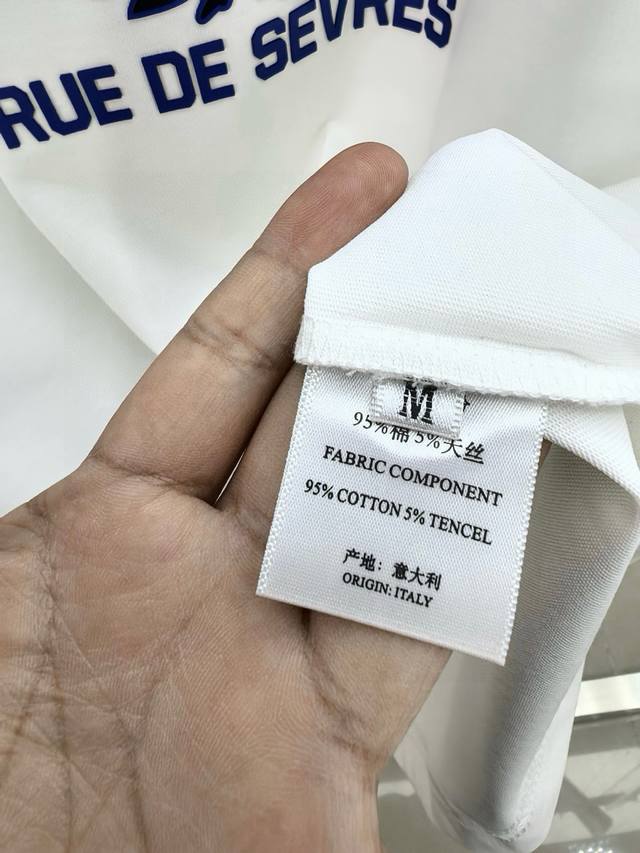 RUE DE SEVRES
M
95%棉 5%天丝
FABRIC COMPONENT
95% COTTON 5% TENCEL
产地：意大利
ORIGIN: ITALY